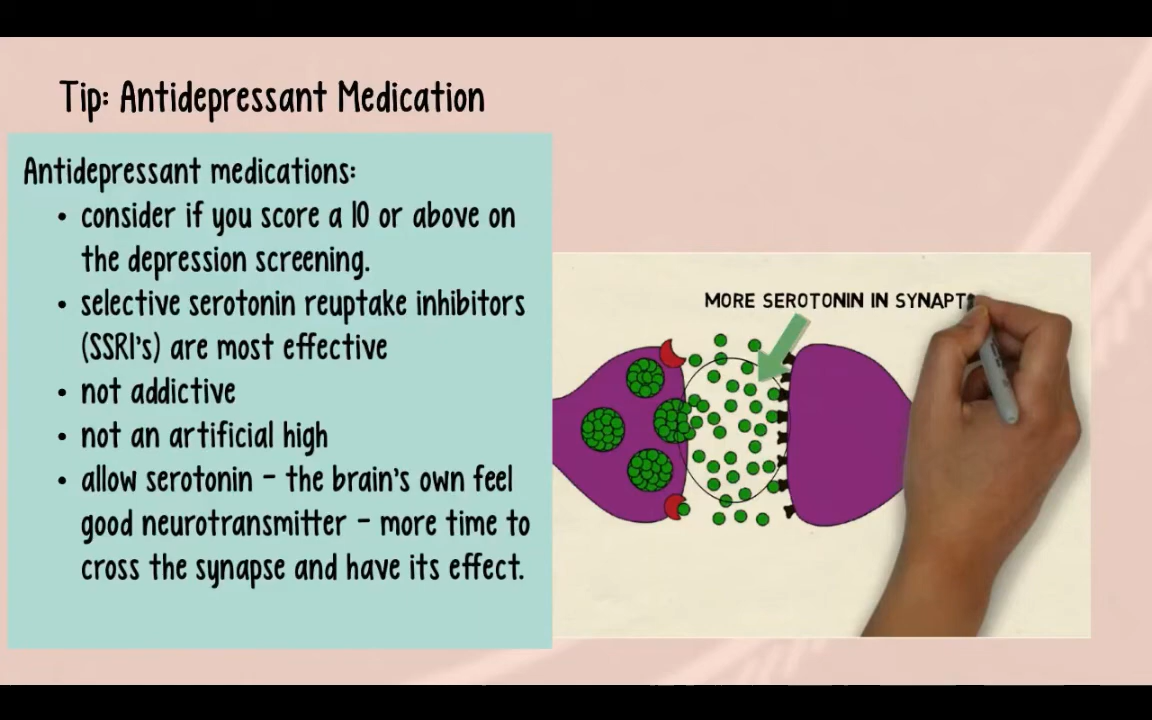 Tip: Antidepressant Medication
Antidepressant medications:
• consider if you score a 10 or above on
the depression screening.
• selective serotonin reuptake inhibitors
(SSRI's) are most effective
• not addictive
• not an artificial high
• allow serotonin - the brain's own feel
good neurotransmitter - more time to
cross the synapse and have its effect.
MORE SEROTONIN IN SYNAPT